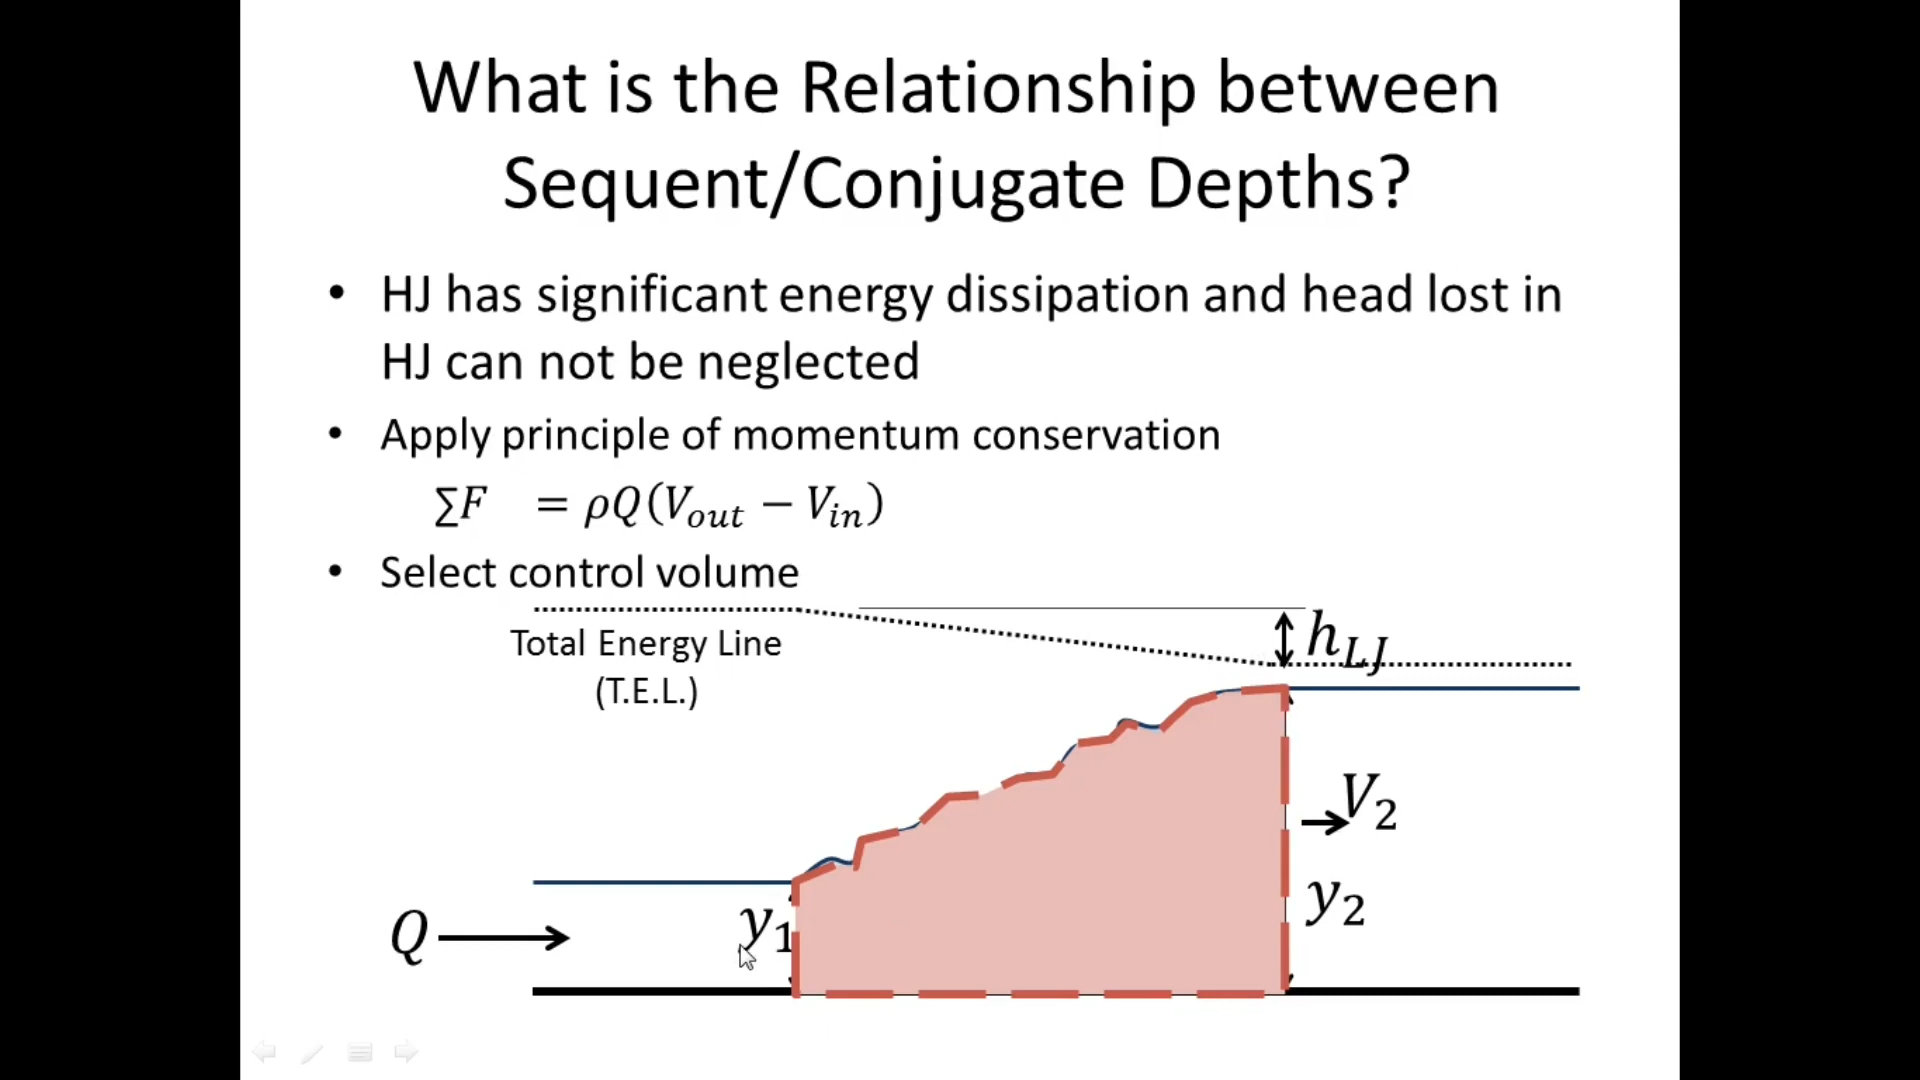 What is the Relationship between
Sequent/Conjugate Depths?
• HJ has significant energy dissipation and head lost in
HJ can not be neglected
• Apply principle of momentum conservation
∑F = ρQ(V_out − V_in)
• Select control volume
Total Energy Line
(T.E.L.)
h_LJ
V_2
y_2
Q
y_1